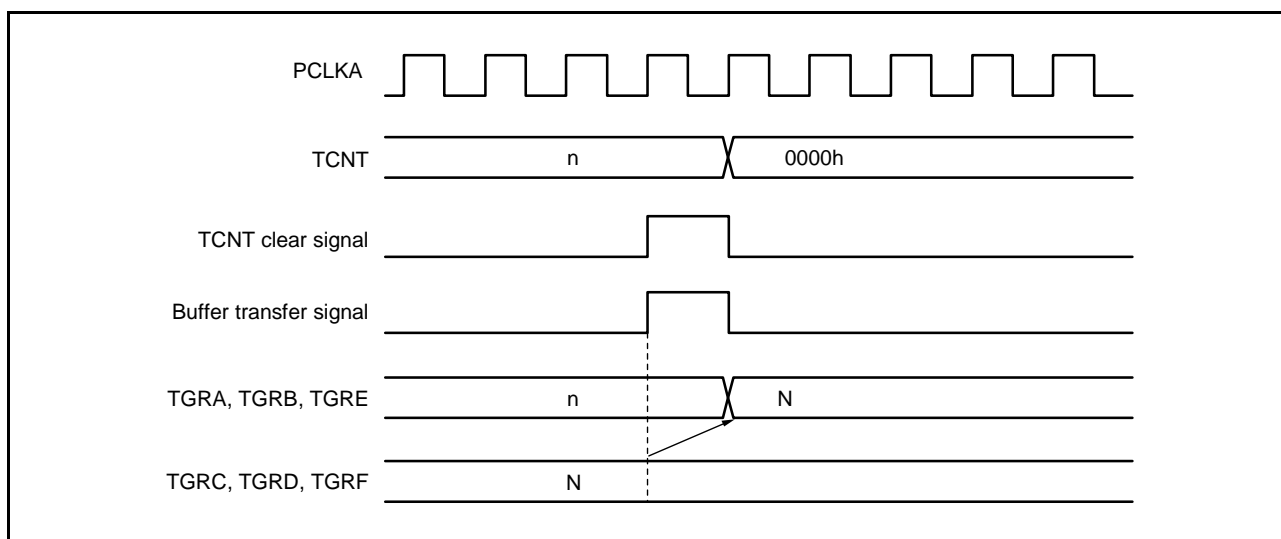 PCLKA
TCNT n 0000h
TCNT clear signal
Buffer transfer signal
TGRA, TGRB, TGRE n N
TGRC, TGRD, TGRF N